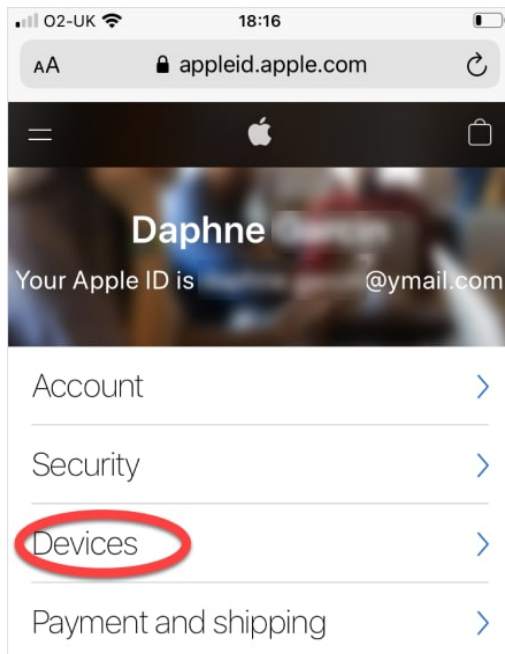 O2-UK 18:16
AA appleid.apple.com
Daphne
Your Apple ID is @ymail.com
Account
Security
Devices
Payment and shipping